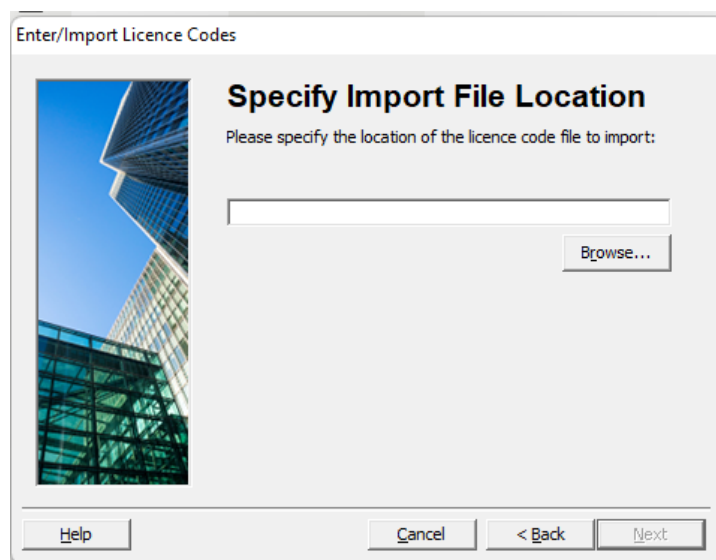 Enter/Import Licence Codes
Specify Import File Location
Please specify the location of the licence code file to import:
Browse...
Help
Cancel
< Back
Next